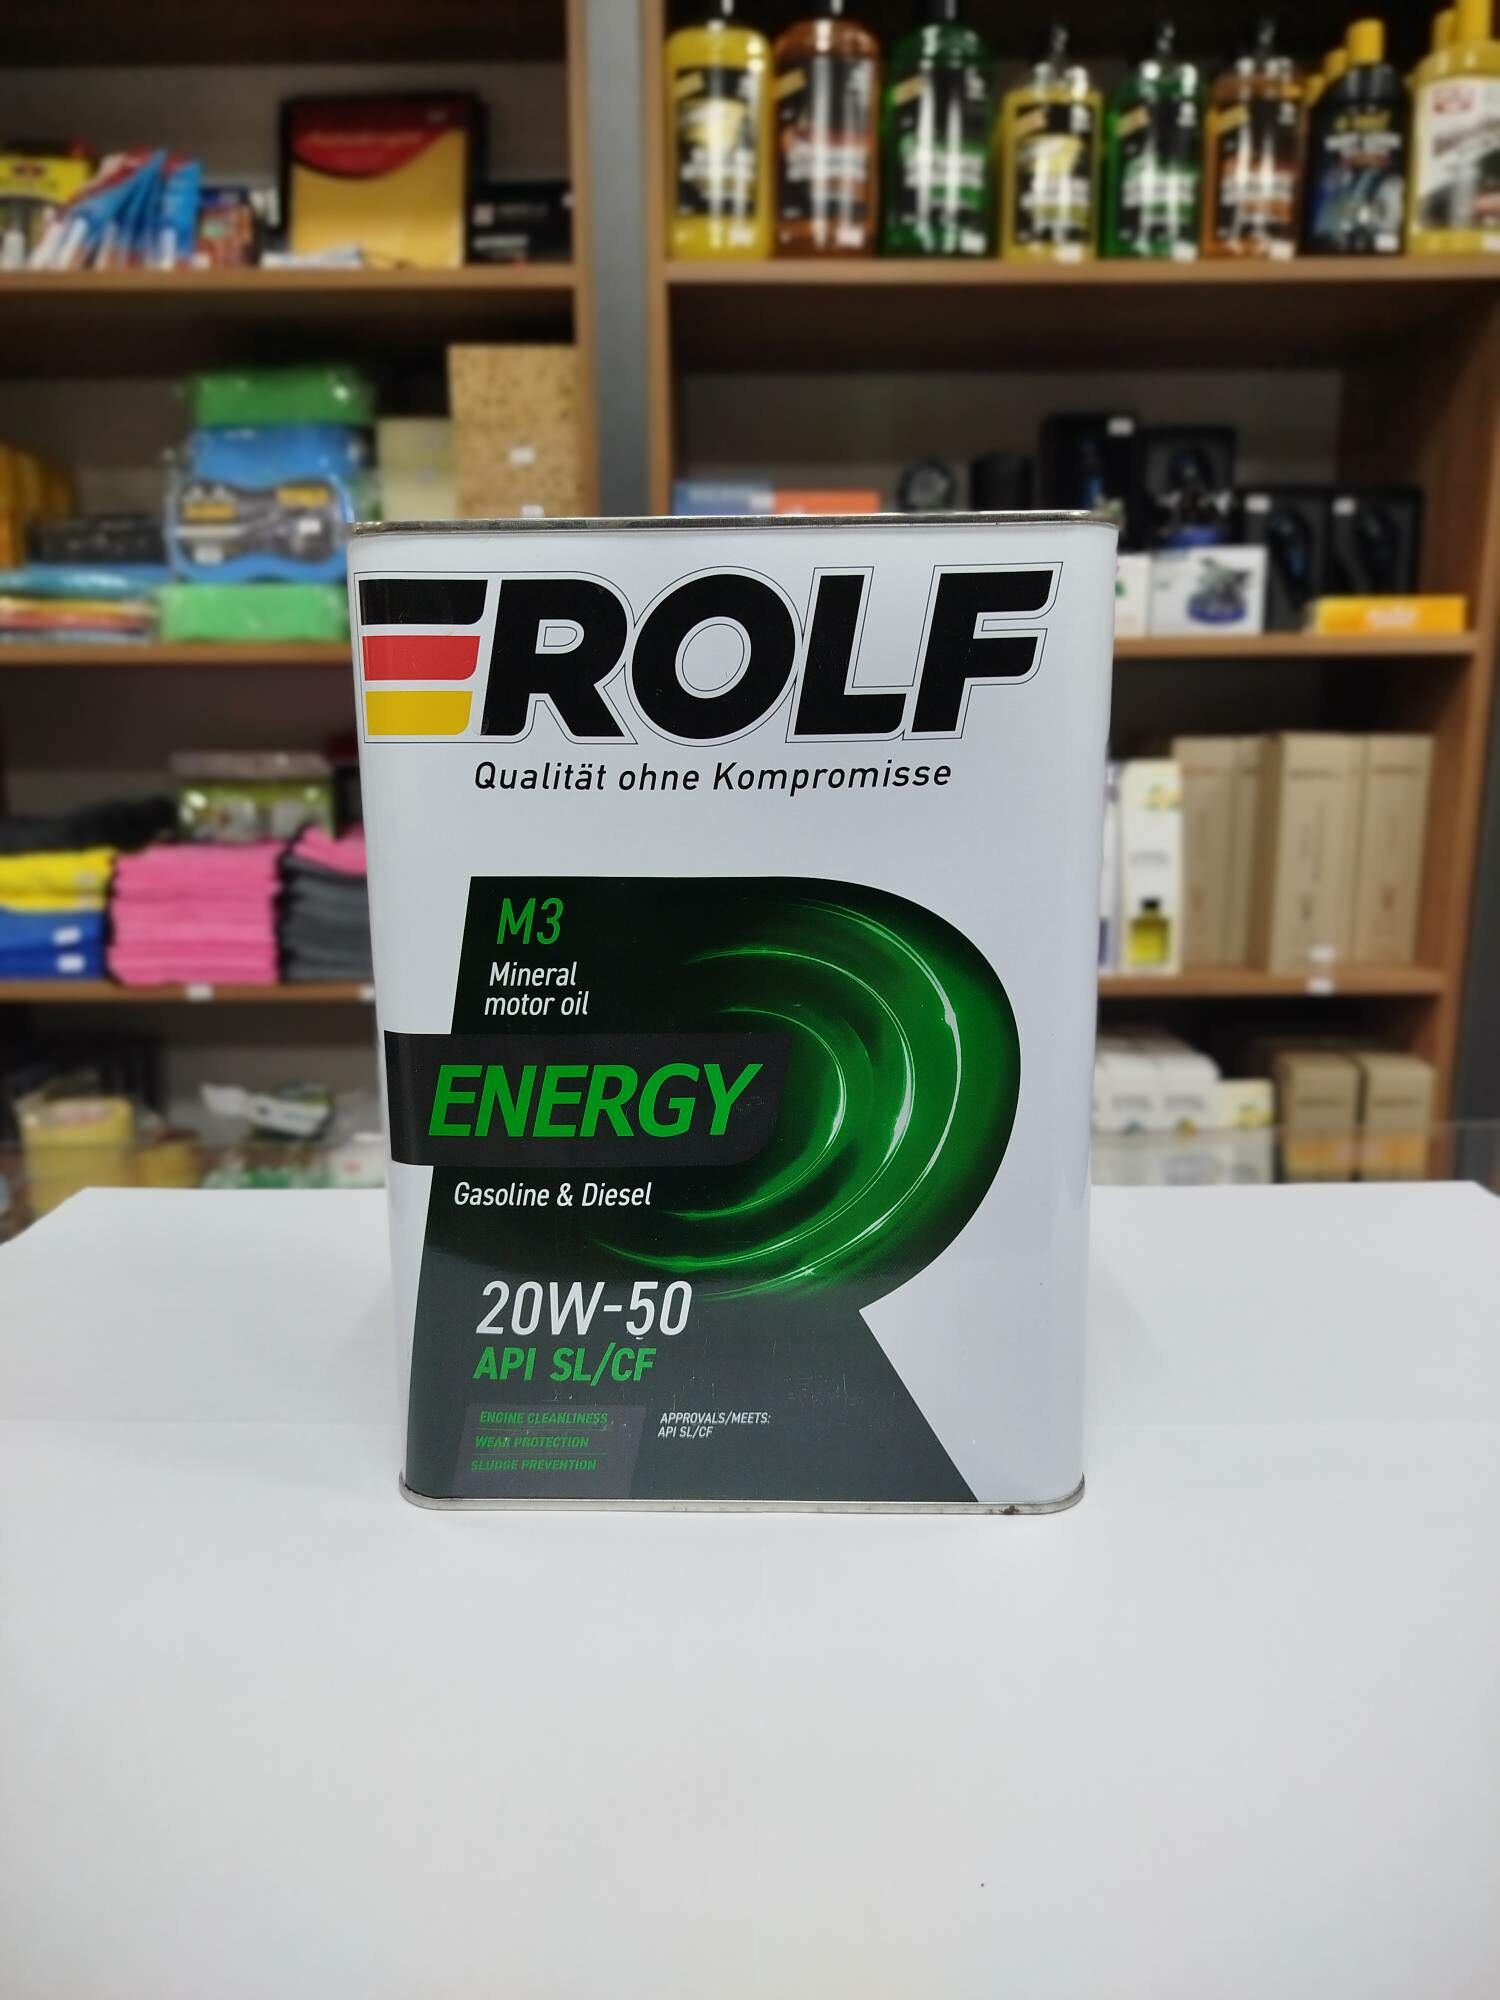 ROLF
Qualität ohne Kompromisse
M3
Mineral
motor oil
ENERGY
Gasoline & Diesel
20W-50
API SL/CF
ENGINE CLEANLINESS
WEAR PROTECTION
SLUDGE PREVENTION
APPROVALS/MEETS:
API SL/CF